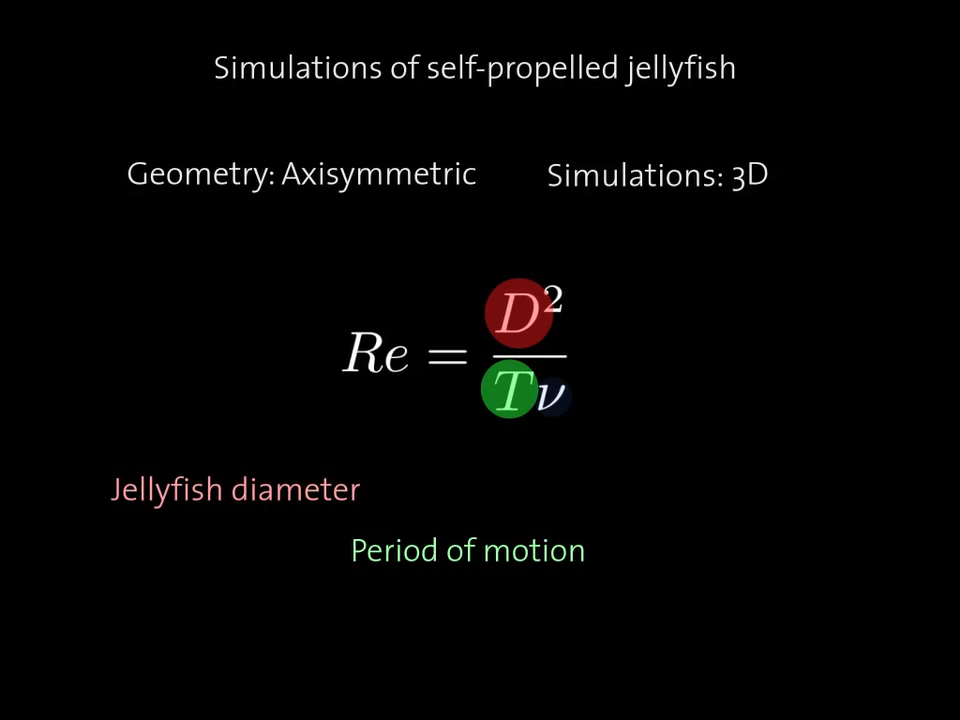 Simulations of self-propelled jellyfish
Geometry: Axisymmetric Simulations: 3D
Re = D² / Tν
Jellyfish diameter
Period of motion